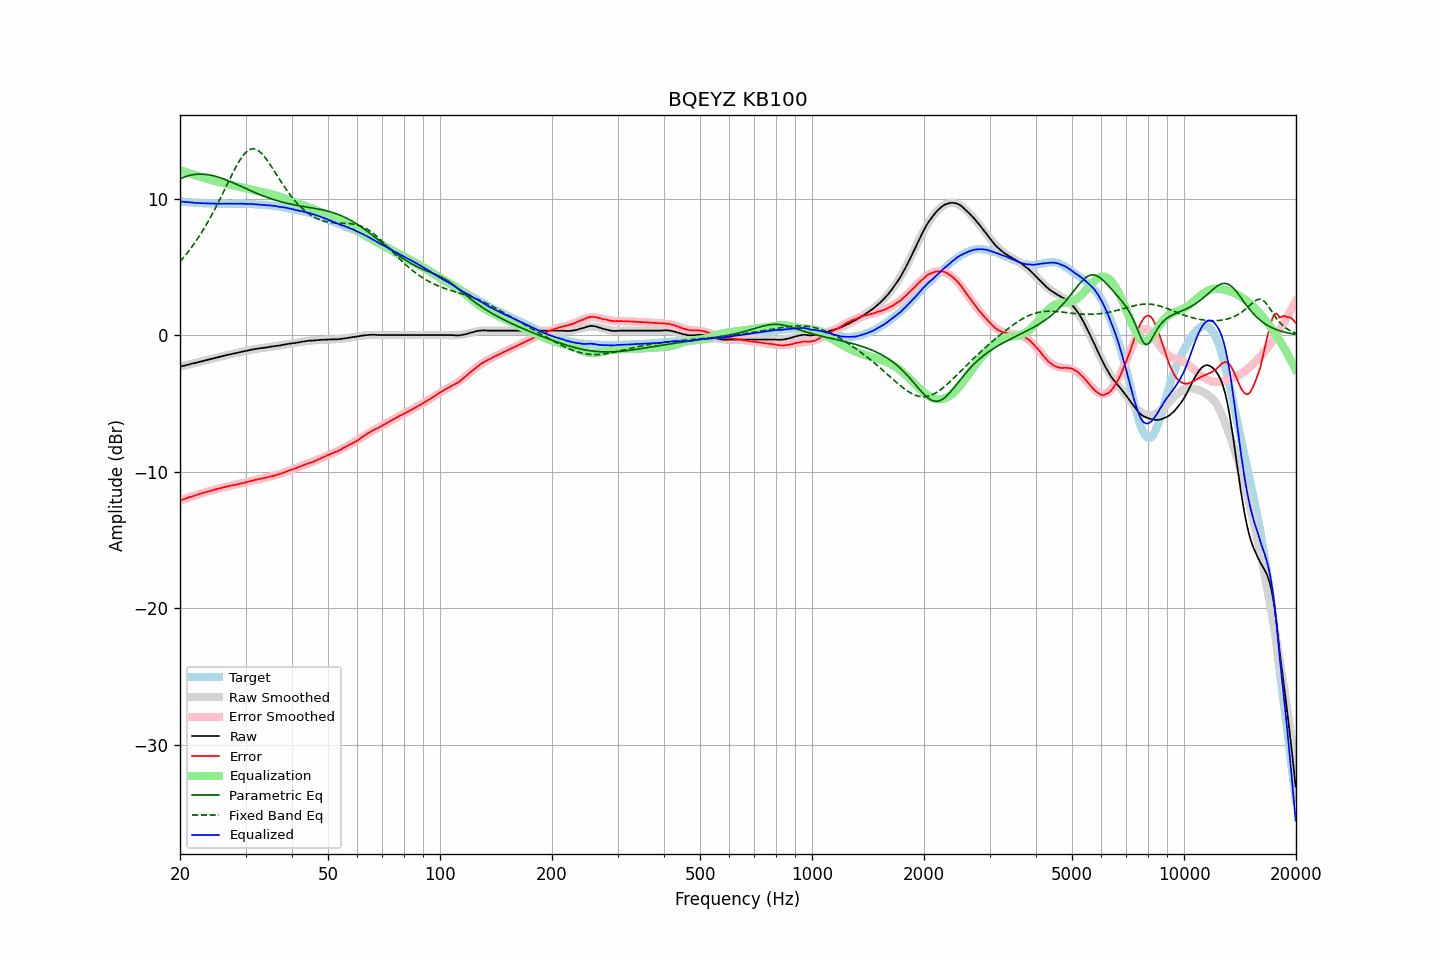 BQEYZ KB100
Amplitude (dBr)
10
0
−10
−20
−30
Target
Raw Smoothed
Error Smoothed
Raw
Error
Equalization
Parametric Eq
Fixed Band Eq
Equalized
20 50 100 200 500 1000 2000 5000 10000 20000
Frequency (Hz)